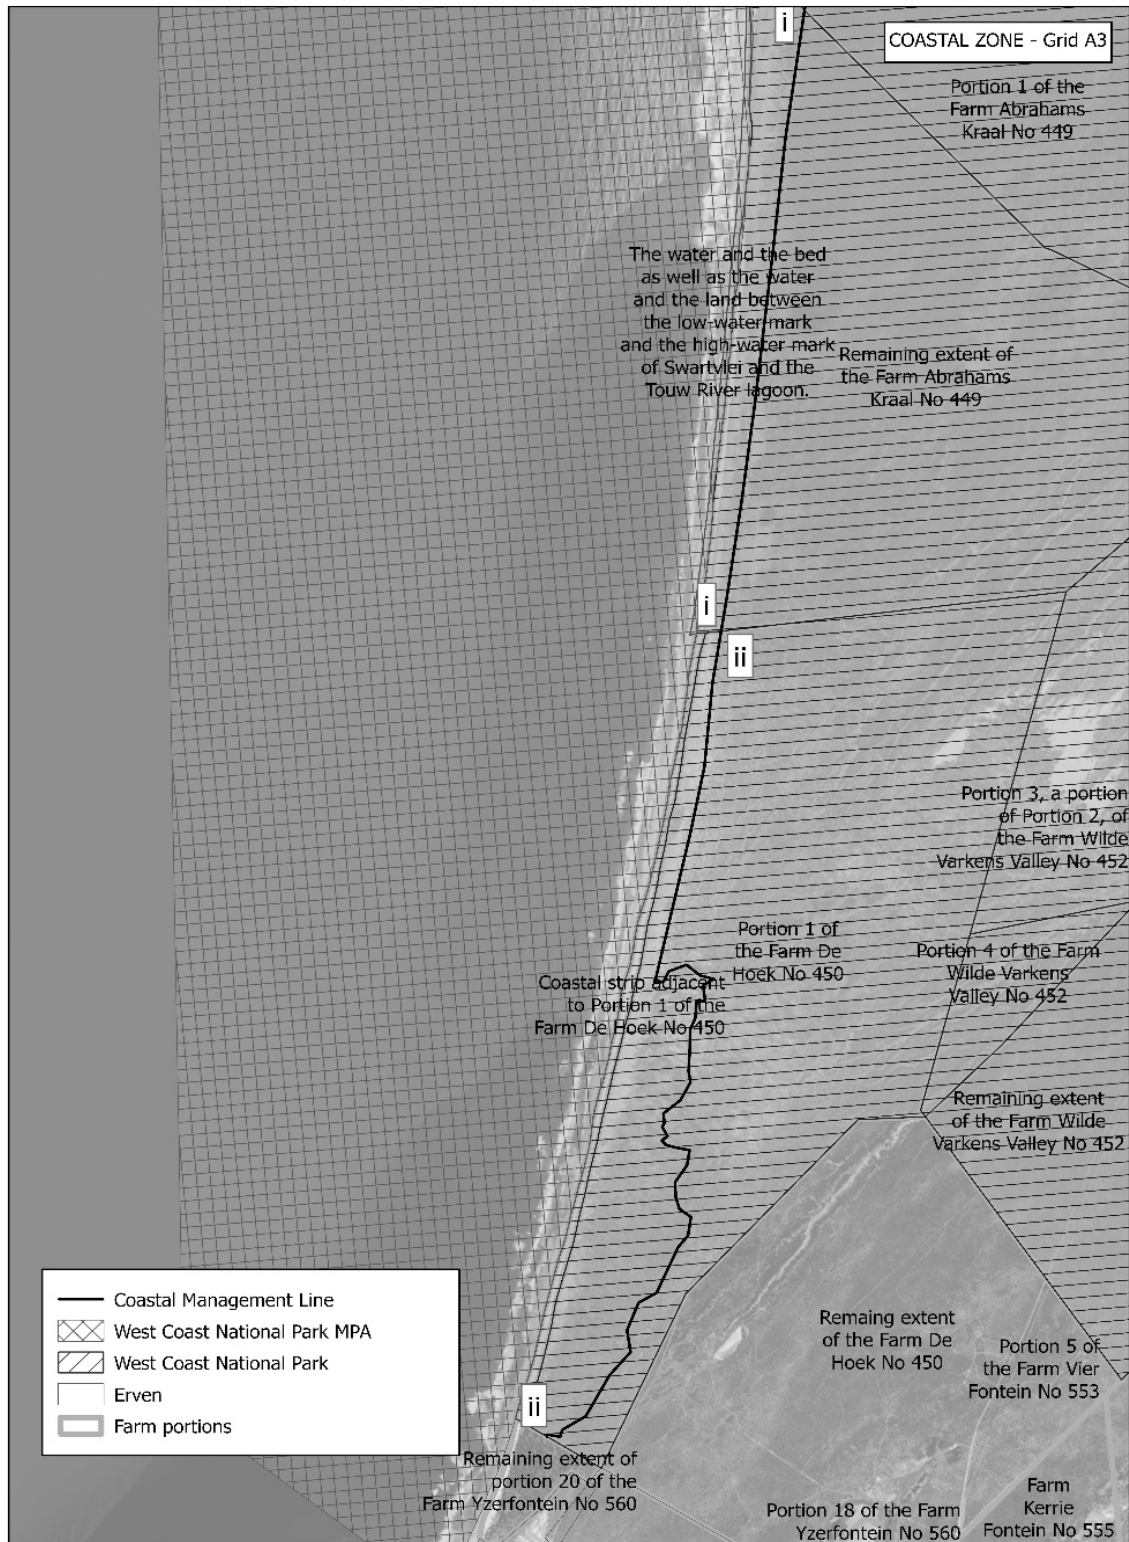 i
COASTAL ZONE - Grid A3
Portion 1 of the
Farm Abrahams
Kraal No 449
The water and the bed
as well as the water
and the land between
the low-water mark
and the high-water mark
of Swartvlei and the
Touw River lagoon.
Remaining extent of
the Farm Abrahams
Kraal No 449
i
ii
Portion 3, a portion
of Portion 2, of
the Farm Wilde
Varkens Valley No 452
Portion 1 of
the Farm De
Hoek No 450
Portion 4 of the Farm
Wilde Varkens
Valley No 452
Coastal strip adjacent
to Portion 1 of the
Farm De Hoek No 450
Remaining extent
of the Farm Wilde
Varkens Valley No 452
Coastal Management Line
West Coast National Park MPA
West Coast National Park
Erven
Farm portions
Remaing extent
of the Farm De
Hoek No 450
Portion 5 of
the Farm Vier
Fontein No 553
ii
Remaining extent of
portion 20 of the
Farm Yzerfontein No 560
Portion 18 of the Farm
Yzerfontein No 560
Farm
Kerrie
Fontein No 555